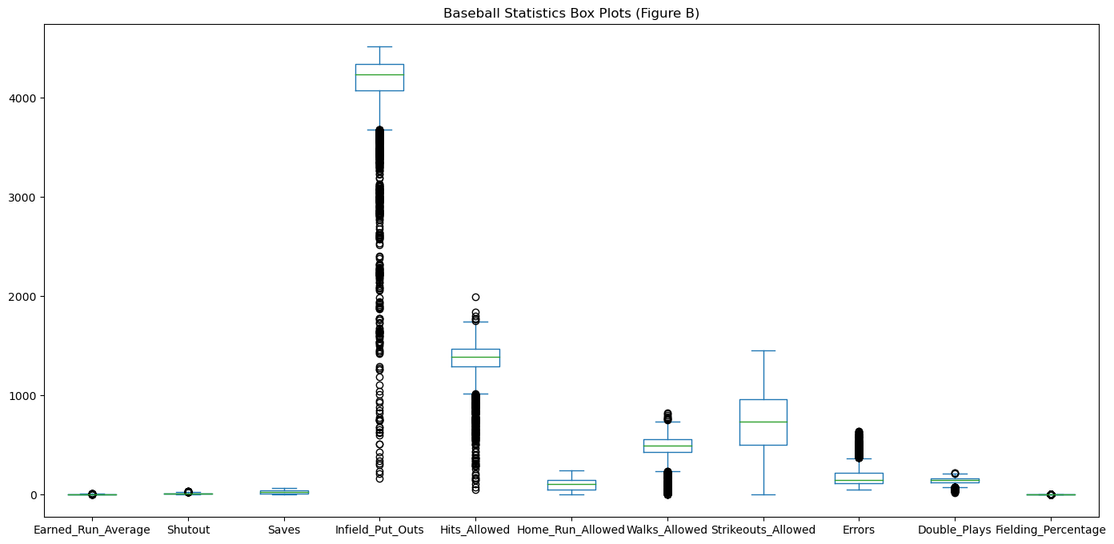 Baseball Statistics Box Plots (Figure B)
4000
3000
2000
1000
0
Earned_Run_Average Shutout Saves Infield_Put_Outs Hits_Allowed Home_Run_Allowed Walks_Allowed Strikeouts_Allowed Errors Double_Plays Fielding_Percentage